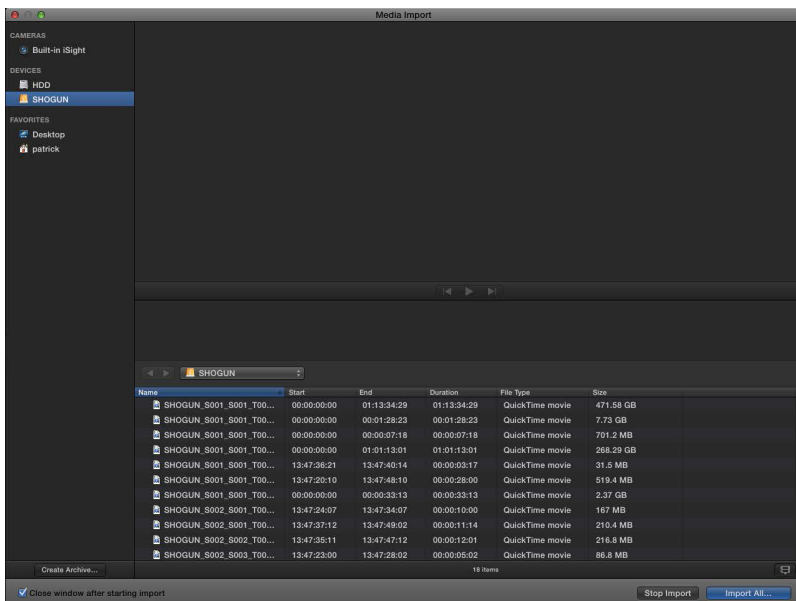 Media Import
CAMERAS
Built-in iSight
DEVICES
HDD
SHOGUN
FAVORITES
Desktop
patrick
SHOGUN
Name Start End Duration File Type Size
SHOGUN_S001_S001_T00... 00:00:00:00 01:13:34:29 01:13:34:29 QuickTime movie 471.58 GB
SHOGUN_S001_S001_T00... 00:00:00:00 00:01:28:23 00:01:28:23 QuickTime movie 7.73 GB
SHOGUN_S001_S001_T00... 00:00:00:00 00:00:07:18 00:00:07:18 QuickTime movie 701.2 MB
SHOGUN_S001_S001_T00... 00:00:00:00 01:01:13:01 01:01:13:01 QuickTime movie 268.29 GB
SHOGUN_S001_S001_T00... 13:47:36:21 13:47:40:14 00:00:03:17 QuickTime movie 31.5 MB
SHOGUN_S001_S001_T00... 13:47:20:10 13:47:48:10 00:00:28:00 QuickTime movie 519.4 MB
SHOGUN_S001_S001_T00... 00:00:00:00 00:00:33:13 00:00:33:13 QuickTime movie 2.37 GB
SHOGUN_S002_S001_T00... 13:47:24:07 13:47:34:07 00:00:10:00 QuickTime movie 167 MB
SHOGUN_S002_S001_T00... 13:47:37:12 13:47:49:02 00:00:11:14 QuickTime movie 210.4 MB
SHOGUN_S002_S002_T00... 13:47:35:11 13:47:47:12 00:00:12:01 QuickTime movie 216.8 MB
SHOGUN_S002_S003_T00... 13:47:23:00 13:47:28:02 00:00:05:02 QuickTime movie 86.8 MB
Create Archive... 18 items
Close window after starting import Stop Import Import All...